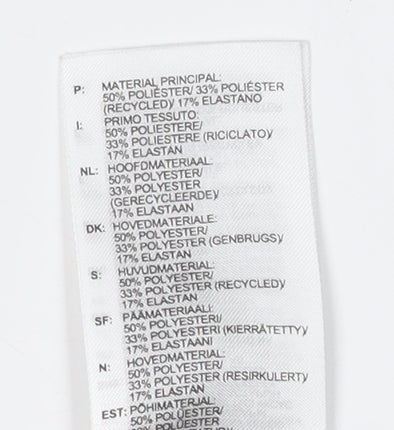 P: MATERIAL PRINCIPAL:
50% POLIÉSTER/ 33% POLIÉSTER
(RECYCLED)/ 17% ELASTANO
I: PRIMO TESSUTO:
50% POLIESTERE/
33% POLIESTERE (RICICLATO)/
17% ELASTAN
NL: HOOFDMATERIAAL:
50% POLYESTER/
33% POLYESTER
(GERECYCLEERDE)/
17% ELASTAAN
DK: HOVEDMATERIALE:
50% POLYESTER/
33% POLYESTER (GENBRUGS)/
17% ELASTAN
S: HUVUDMATERIAL:
50% POLYESTER/
33% POLYESTER (RECYCLED)/
17% ELASTAN
SF: PÄÄMATERIAALI:
50% POLYESTERI/
33% POLYESTERI (KIERRÄTETTY)/
17% ELASTAANI
N: HOVEDMATERIAL:
50% POLYESTER/
33% POLYESTER (RESIRKULERT)/
17% ELASTAN
EST: PÕHIMATERJAL:
50% POLÜESTER/
33% POLÜESTER